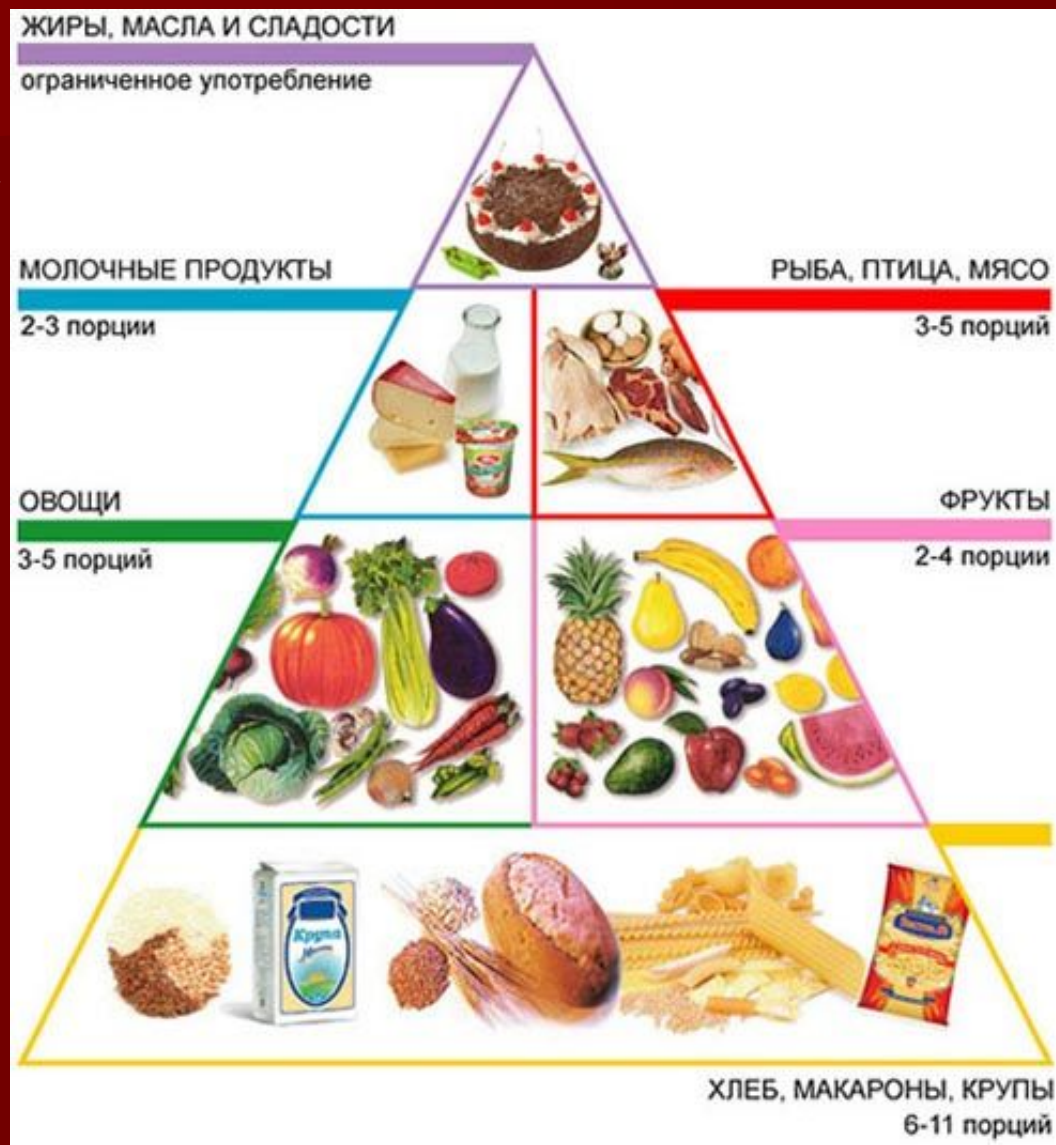 ЖИРЫ, МАСЛА И СЛАДОСТИ
ограниченное употребление
МОЛОЧНЫЕ ПРОДУКТЫ
2-3 порции
РЫБА, ПТИЦА, МЯСО
3-5 порций
ОВОЩИ
3-5 порций
ФРУКТЫ
2-4 порции
Крупа
ХЛЕБ, МАКАРОНЫ, КРУПЫ
6-11 порций